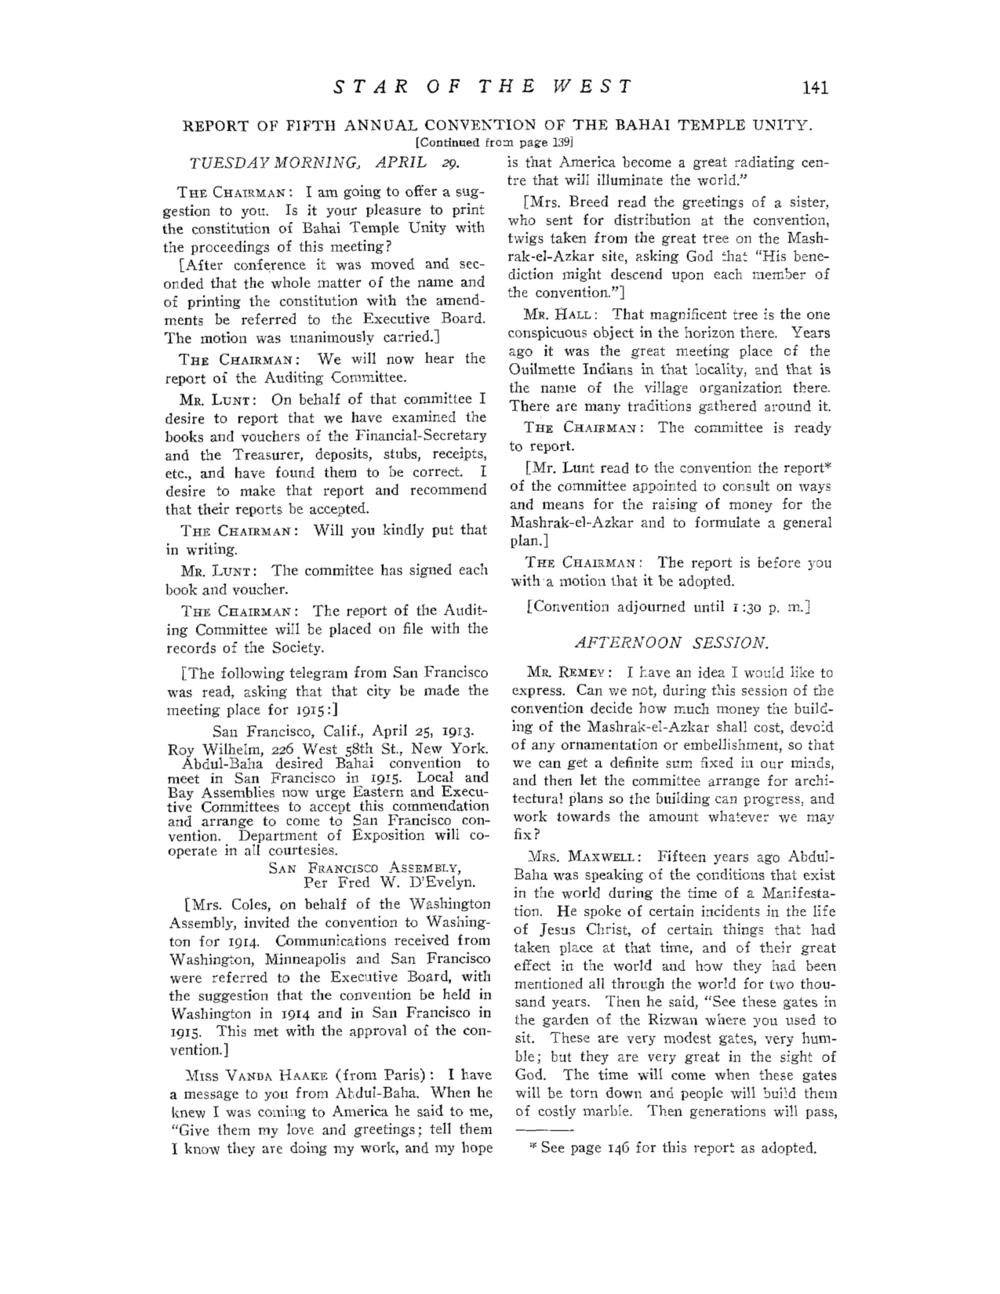 STAR OF THE WEST 141
REPORT OF FIFTH ANNUAL CONVENTION OF THE BAHAI TEMPLE UNITY.
[Continued from page 139]
TUESDAY MORNING, APRIL 29.
THE CHAIRMAN: I am going to offer a sug-
gestion to you. Is it your pleasure to print
the constitution of Bahai Temple Unity with
the proceedings of this meeting?
[After conference it was moved and sec-
onded that the whole matter of the name and
of printing the constitution with the amend-
ments be referred to the Executive Board.
The motion was unanimously carried.]
THE CHAIRMAN: We will now hear the
report of the Auditing Committee.
MR. LUNT: On behalf of that committee I
desire to report that we have examined the
books and vouchers of the Financial-Secretary
and the Treasurer, deposits, stubs, receipts,
etc., and have found them to be correct. I
desire to make that report and recommend
that their reports be accepted.
THE CHAIRMAN: Will you kindly put that
in writing.
MR. LUNT: The committee has signed each
book and voucher.
THE CHAIRMAN: The report of the Audit-
ing Committee will be placed on file with the
records of the Society.
[The following telegram from San Francisco
was read, asking that that city be made the
meeting place for 1915:]
San Francisco, Calif., April 25, 1913.
Roy Wilhelm, 226 West 58th St., New York.
Abdul-Baha desired Bahai convention to
meet in San Francisco in 1915. Local and
Bay Assemblies now urge Eastern and Execu-
tive Committees to accept this commendation
and arrange to come to San Francisco con-
vention. Department of Exposition will co-
operate in all courtesies.
SAN FRANCISCO ASSEMBLY,
Per Fred W. D'Evelyn.
[Mrs. Coles, on behalf of the Washington
Assembly, invited the convention to Washing-
ton for 1914. Communications received from
Washington, Minneapolis and San Francisco
were referred to the Executive Board, with
the suggestion that the convention be held in
Washington in 1914 and in San Francisco in
1915. This met with the approval of the con-
vention.]
MISS VANDA HAAKE (from Paris): I have
a message to you from Abdul-Baha. When he
knew I was coming to America he said to me,
"Give them my love and greetings; tell them
I know they are doing my work, and my hope
is that America become a great radiating cen-
tre that will illuminate the world."
[Mrs. Breed read the greetings of a sister,
who sent for distribution at the convention,
twigs taken from the great tree on the Mash-
rak-el-Azkar site, asking God that "His bene-
diction might descend upon each member of
the convention."]
MR. HALL: That magnificent tree is the one
conspicuous object in the horizon there. Years
ago it was the great meeting place of the
Ouilmette Indians in that locality, and that is
the name of the village organization there.
There are many traditions gathered around it.
THE CHAIRMAN: The committee is ready
to report.
[Mr. Lunt read to the convention the report*
of the committee appointed to consult on ways
and means for the raising of money for the
Mashrak-el-Azkar and to formulate a general
plan.]
THE CHAIRMAN: The report is before you
with a motion that it be adopted.
[Convention adjourned until 1:30 p. m.]
AFTERNOON SESSION.
MR. REMEY: I have an idea I would like to
express. Can we not, during this session of the
convention decide how much money the build-
ing of the Mashrak-el-Azkar shall cost, devoid
of any ornamentation or embellishment, so that
we can get a definite sum fixed in our minds,
and then let the committee arrange for archi-
tectural plans so the building can progress, and
work towards the amount whatever we may
fix?
MRS. MAXWELL: Fifteen years ago Abdul-
Baha was speaking of the conditions that exist
in the world during the time of a Manifesta-
tion. He spoke of certain incidents in the life
of Jesus Christ, of certain things that had
taken place at that time, and of their great
effect in the world and how they had been
mentioned all through the world for two thou-
sand years. Then he said, "See these gates in
the garden of the Rizwan where you used to
sit. These are very modest gates, very hum-
ble; but they are very great in the sight of
God. The time will come when these gates
will be torn down and people will build them
of costly marble. Then generations will pass,
* See page 146 for this report as adopted.